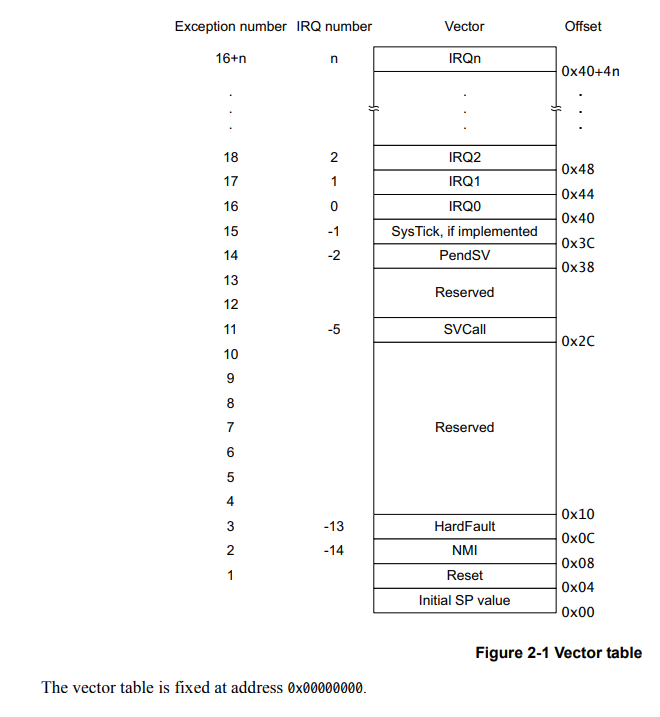 Exception number IRQ number Vector Offset
16+n n IRQn
0x40+4n
. . .
. . .
. . .
18 2 IRQ2
0x48
17 1 IRQ1
0x44
16 0 IRQ0
0x40
15 -1 SysTick, if implemented
0x3C
14 -2 PendSV
0x38
13
Reserved
12
11 -5 SVCall
0x2C
10
9
8
7 Reserved
6
5
4
0x10
3 -13 HardFault
0x0C
2 -14 NMI
0x08
1 Reset
0x04
Initial SP value
0x00
Figure 2-1 Vector table
The vector table is fixed at address 0x00000000.